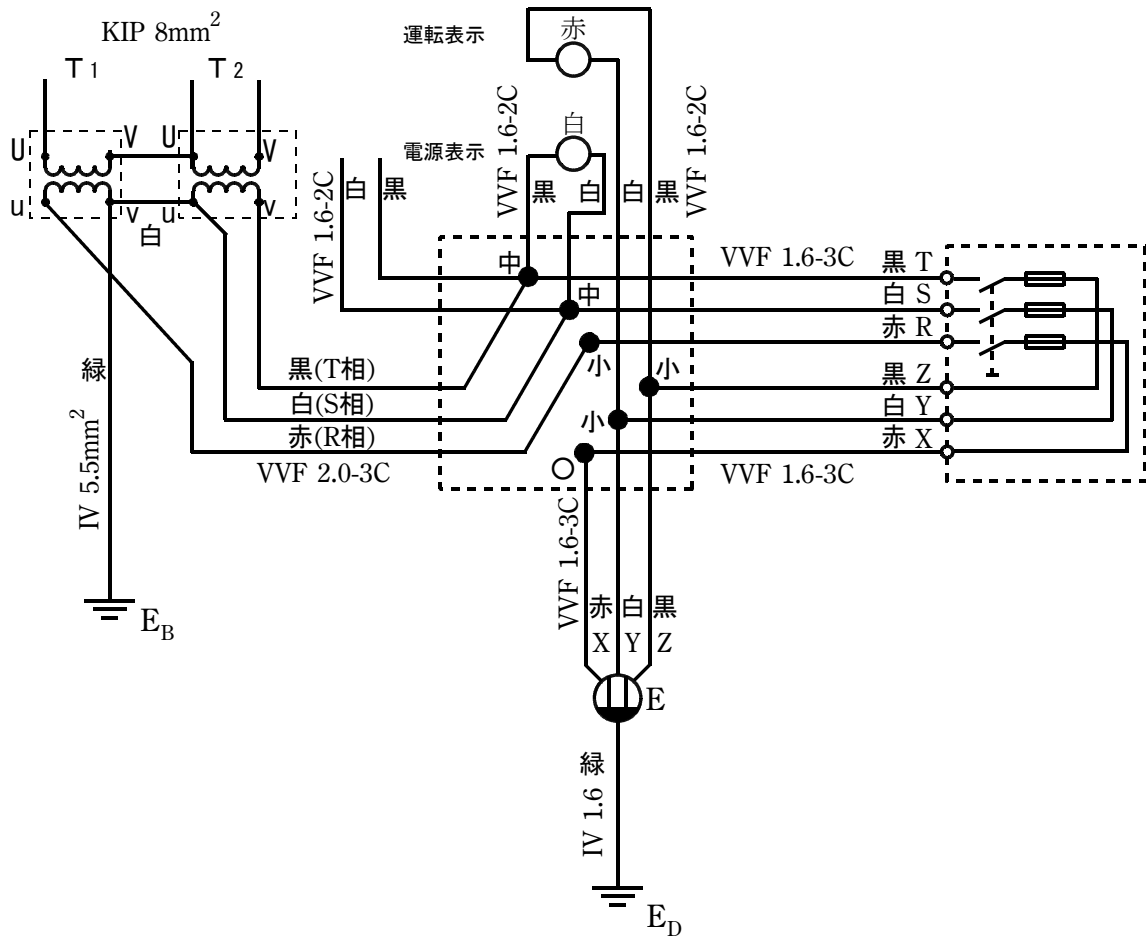 KIP 8mm²
T1
T2
U
V
U
V
u
v
u
v
白
緑
IV 5.5mm²
E_B
運転表示
赤
電源表示
白
VVF 1.6-2C
白
黒
VVF 1.6-2C
黒
白
白
黒
VVF 1.6-2C
中
中
小
小
小
○
VVF 1.6-3C
黒 T
白 S
赤 R
黒 Z
白 Y
赤 X
VVF 1.6-3C
黒(T相)
白(S相)
赤(R相)
VVF 2.0-3C
VVF 1.6-3C
赤 白 黒
X Y Z
E
IV 1.6 緑
E_D